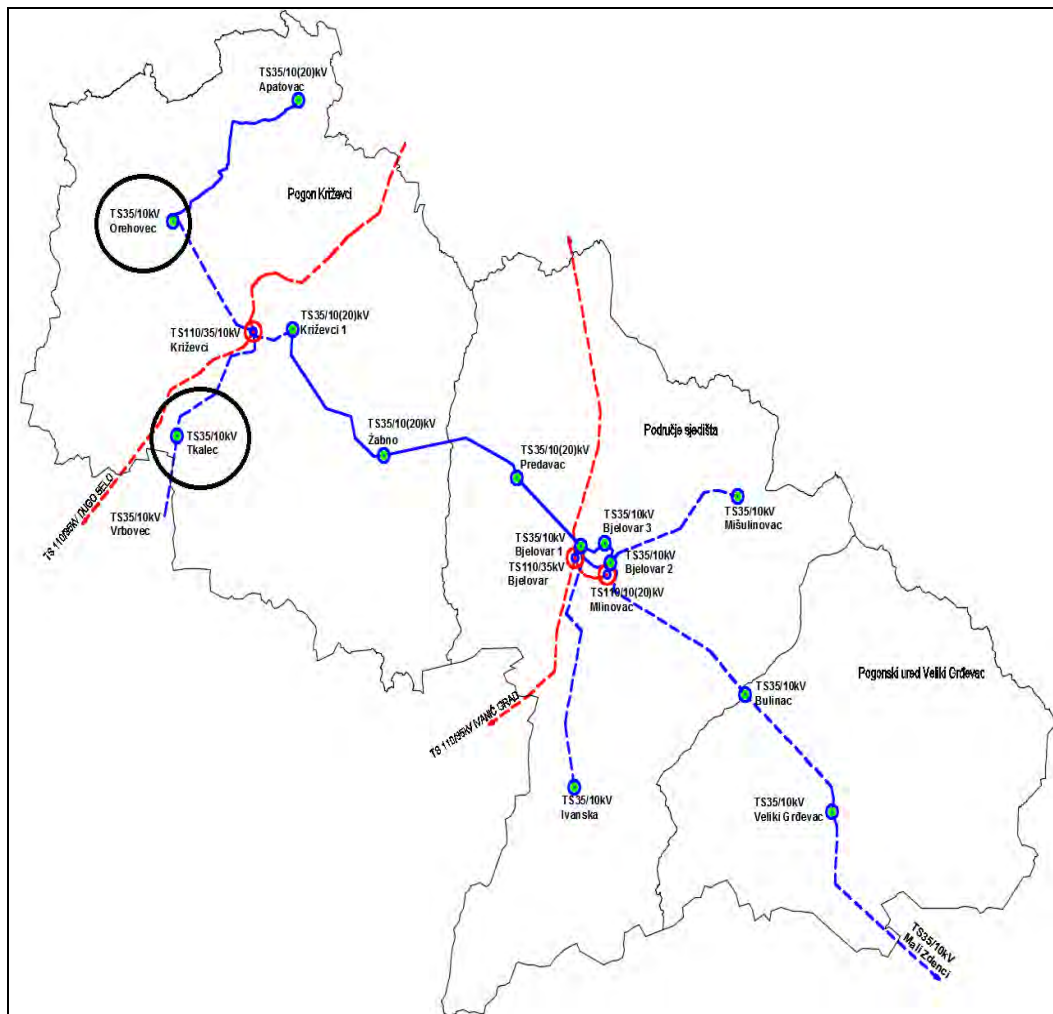 TS35/10(20)kV
Apatovac
Pogon Križevci
TS35/10kV
Orehovec
TS110/35/10kV
Križevci
TS35/10(20)kV
Križevci 1
TS35/10kV
Tkalec
TS 110/35kV DUGO SELO
TS35/10kV
Vrbovec
TS35/10(20)kV
Žabno
Područje sjedišta
TS35/10(20)kV
Predavac
TS35/10kV
Mišulinovac
TS35/10kV
Bjelovar 3
TS35/10kV
Bjelovar 1
TS110/35kV
Bjelovar
TS35/10kV
Bjelovar 2
TS110/10(20)kV
Mlinovac
TS 110/35kV IVANIĆ GRAD
Pogonski ured Veliki Grđevac
TS35/10kV
Bulinac
TS35/10kV
Ivanska
TS35/10kV
Veliki Grđevac
TS35/10kV
Mali Zdenci